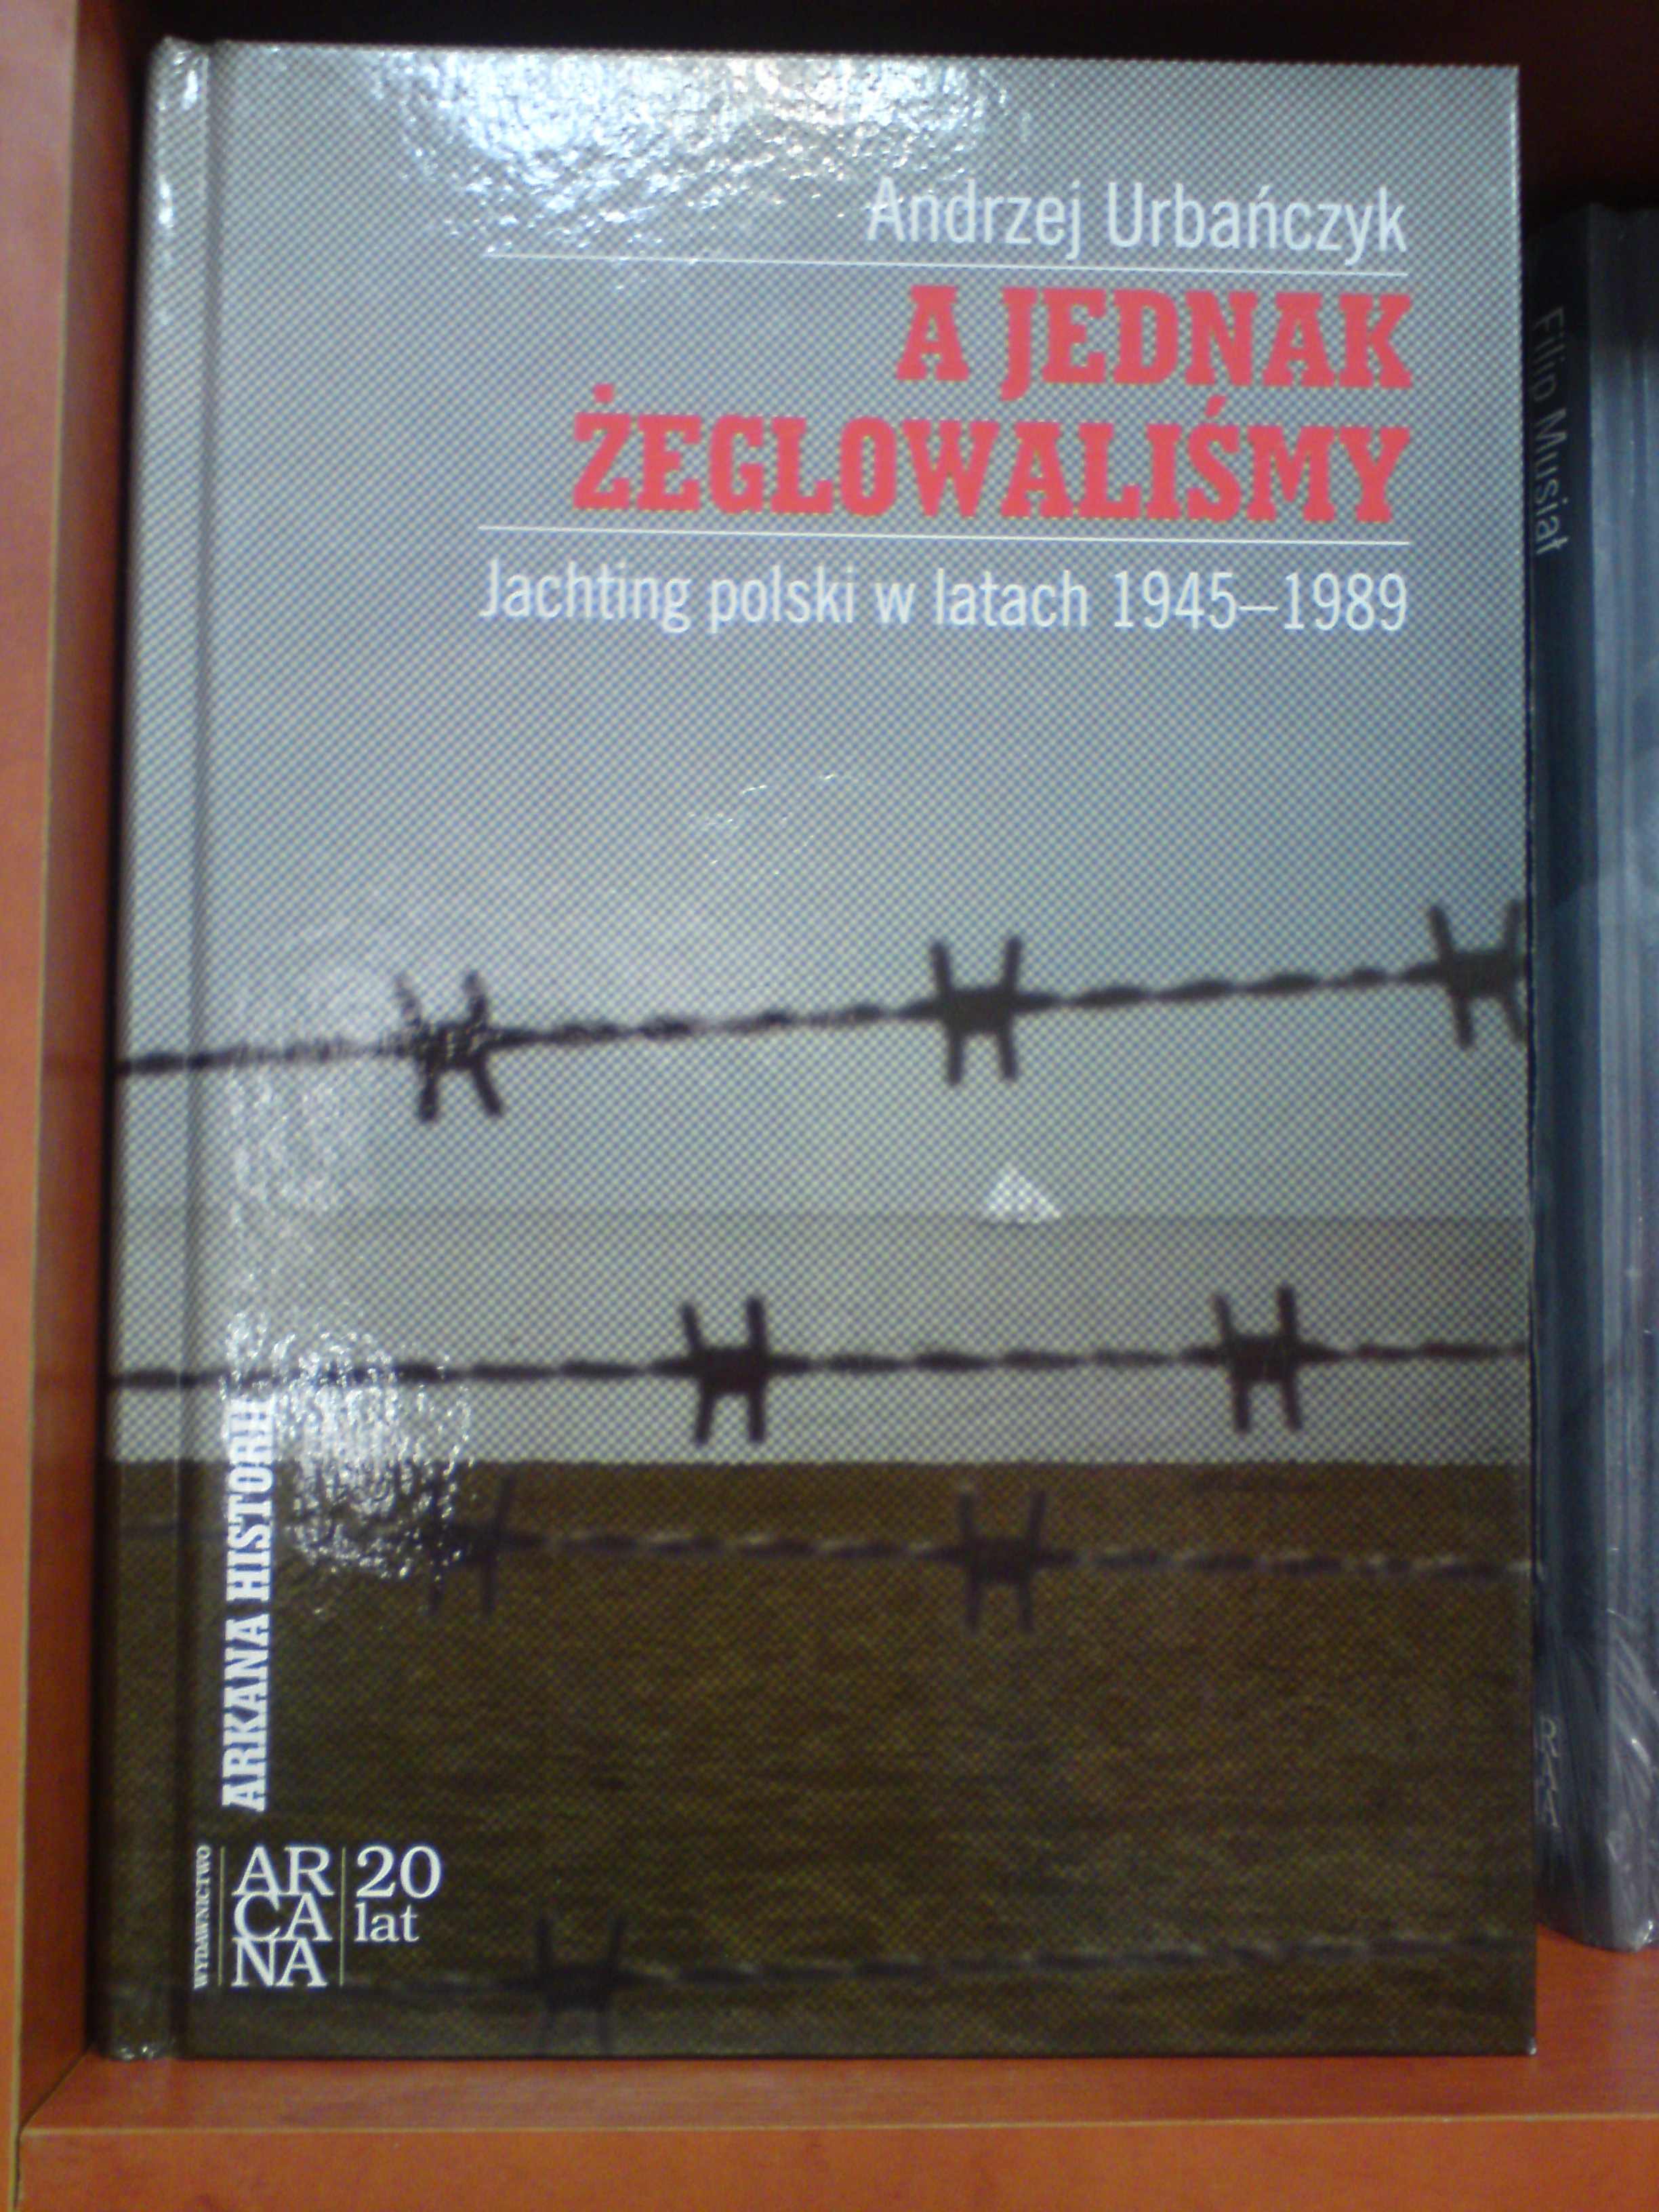 Andrzej Urbańczyk
A JEDNAK
ŻEGLOWALIŚMY
Jachting polski w latach 1945–1989
ARKANA HISTORII
WYDAWNICTWO
AR
CA
NA
20
lat
Filip Musiał